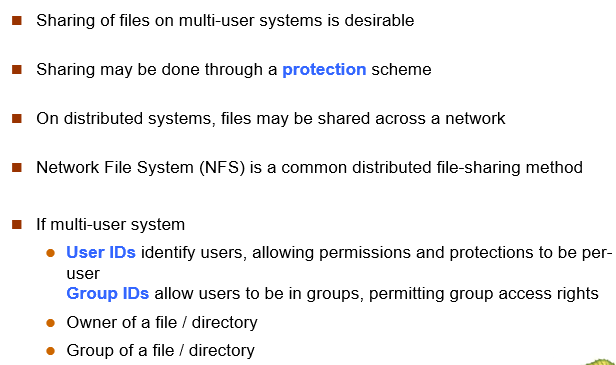 Sharing of files on multi-user systems is desirable
Sharing may be done through a protection scheme
On distributed systems, files may be shared across a network
Network File System (NFS) is a common distributed file-sharing method
If multi-user system
User IDs identify users, allowing permissions and protections to be per-
user
Group IDs allow users to be in groups, permitting group access rights
Owner of a file / directory
Group of a file / directory